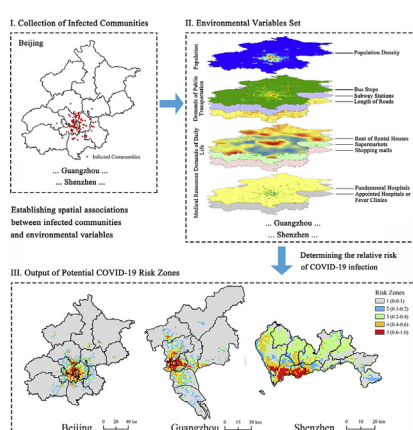 I. Collection of Infected Communities
Beijing
Infected Communities
... Guangzhou ...
... Shenzhen ...
Establishing spatial associations
between infected communities
and environmental variables
II. Environmental Variables Set
Population
Population Density
Demands of Public
Transportation
Bus Stops
Subway Stations
Length of Roads
Demands of Daily
Life
Rest of Rental Houses
Supermarkets
Shopping malls
Medical Resources
Fundamental Hospitals
Appointed Hospitals or
Fever Clinics
... Guangzhou ...
... Shenzhen ...
Determining the relative risk
of COVID-19 infection
III. Output of Potential COVID-19 Risk Zones
Risk Zones
1 (0-0.1)
2 (0.1-0.2)
3 (0.2-0.4)
4 (0.4-0.6)
5 (0.6-1.0)
Beijing
0 20 40 km
Guangzhou
0 15 30 km
Shenzhen
0 10 20 km